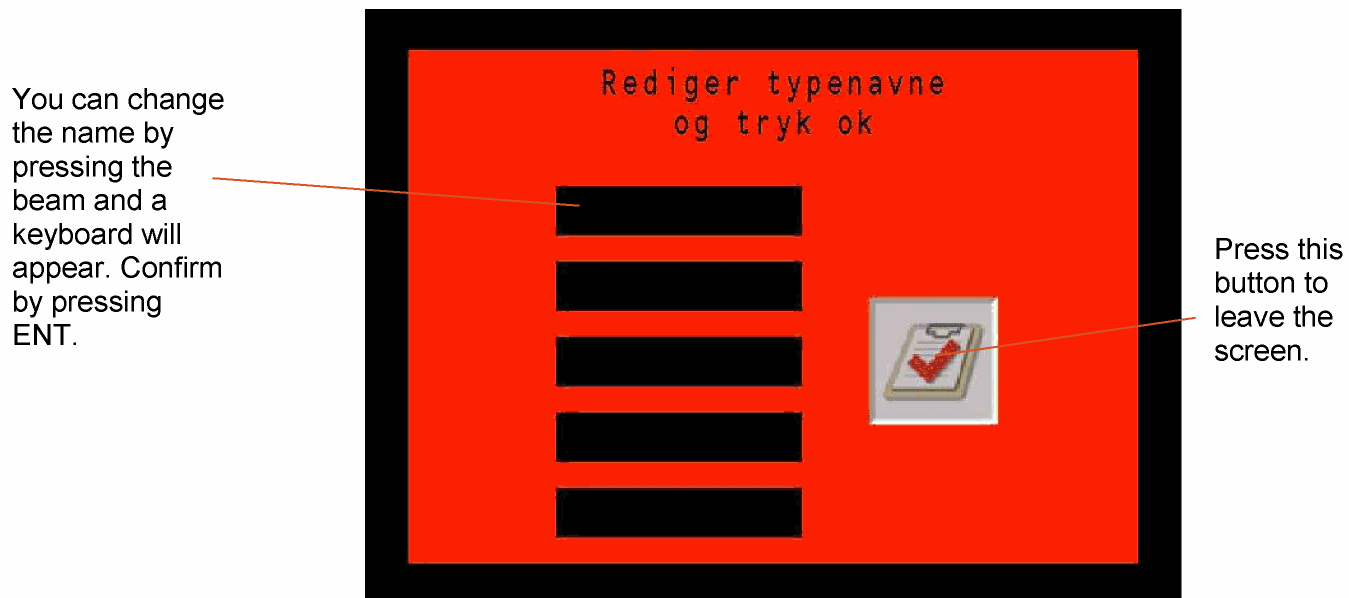 You can change
the name by
pressing the
beam and a
keyboard will
appear. Confirm
by pressing
ENT.
Rediger typenavne
og tryk ok
Press this
button to
leave the
screen.